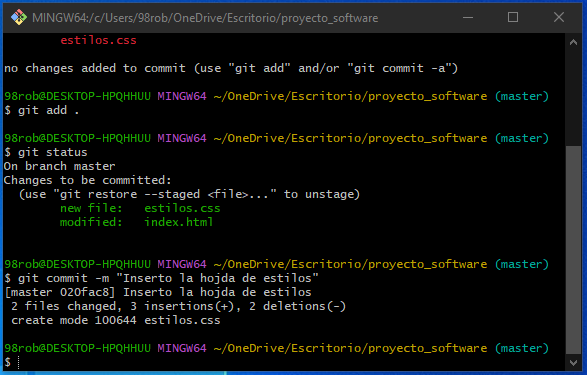 MINGW64:/c/Users/98rob/OneDrive/Escritorio/proyecto_software
estilos.css
no changes added to commit (use "git add" and/or "git commit -a")
98rob@DESKTOP-HPQHHUU MINGW64 ~/OneDrive/Escritorio/proyecto_software (master)
$ git add .
98rob@DESKTOP-HPQHHUU MINGW64 ~/OneDrive/Escritorio/proyecto_software (master)
$ git status
On branch master
Changes to be committed:
  (use "git restore --staged <file>..." to unstage)
        new file:   estilos.css
        modified:   index.html
98rob@DESKTOP-HPQHHUU MINGW64 ~/OneDrive/Escritorio/proyecto_software (master)
$ git commit -m "Inserto la hojda de estilos"
[master 020fac8] Inserto la hojda de estilos
 2 files changed, 3 insertions(+), 2 deletions(-)
 create mode 100644 estilos.css
98rob@DESKTOP-HPQHHUU MINGW64 ~/OneDrive/Escritorio/proyecto_software (master)
$